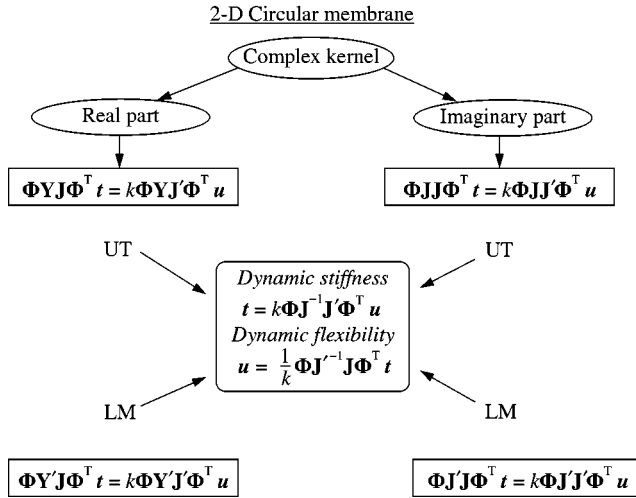 2-D Circular membrane
Complex kernel
Real part
Imaginary part
ΦYJΦᵀ t = kΦYJ′Φᵀ u
ΦJJΦᵀ t = kΦJJ′Φᵀ u
UT
UT
Dynamic stiffness
t = kΦJ⁻¹J′Φᵀ u
Dynamic flexibility
u = 1/k ΦJ′⁻¹JΦᵀ t
LM
LM
ΦY′JΦᵀ t = kΦY′J′Φᵀ u
ΦJ′JΦᵀ t = kΦJ′J′Φᵀ u